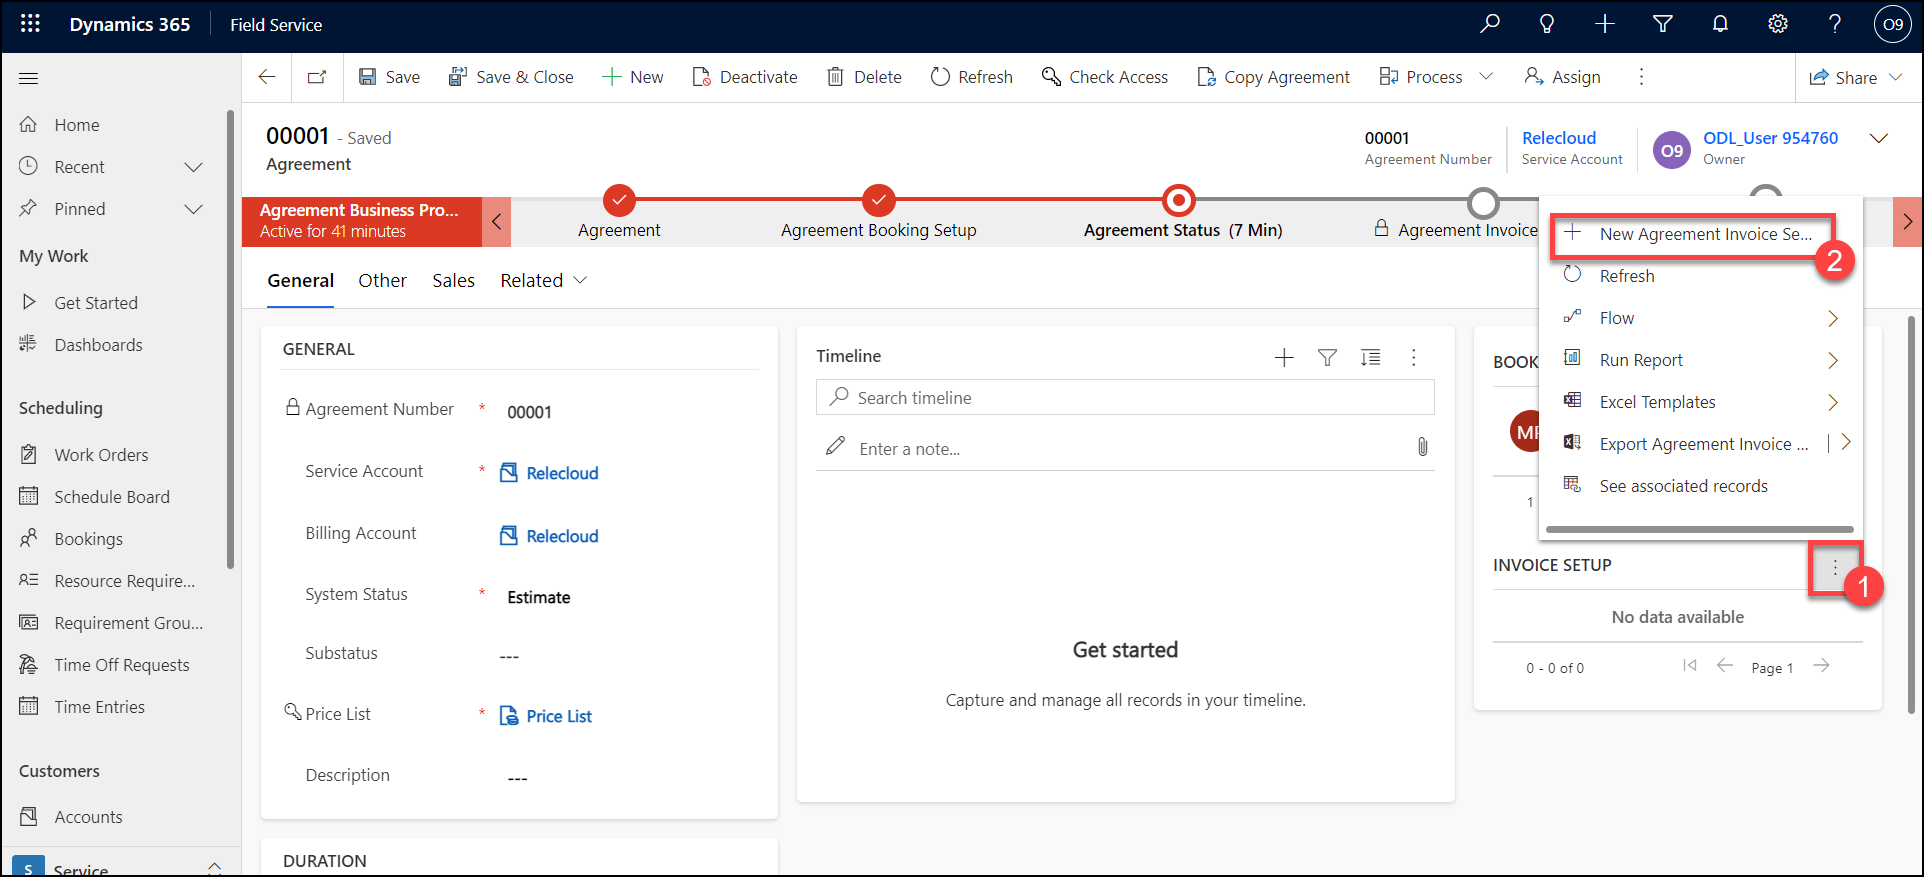 Dynamics 365
Field Service
O9
Save
Save & Close
New
Deactivate
Delete
Refresh
Check Access
Copy Agreement
Process
Assign
Share
Home
Recent
Pinned
My Work
Get Started
Dashboards
Scheduling
Work Orders
Schedule Board
Bookings
Resource Require...
Requirement Grou...
Time Off Requests
Time Entries
Customers
Accounts
S Service
00001 - Saved
Agreement
00001
Agreement Number
Relecloud
Service Account
O9
ODL_User 954760
Owner
Agreement Business Pro...
Active for 41 minutes
Agreement
Agreement Booking Setup
Agreement Status (7 Min)
Agreement Invoice
General
Other
Sales
Related
GENERAL
Agreement Number * 00001
Service Account * Relecloud
Billing Account Relecloud
System Status * Estimate
Substatus ---
Price List * Price List
Description ---
DURATION
Timeline
Search timeline
Enter a note...
Get started
Capture and manage all records in your timeline.
BOOK
1
New Agreement Invoice Se...
2
Refresh
Flow
Run Report
Excel Templates
Export Agreement Invoice ...
See associated records
INVOICE SETUP
1
No data available
0 - 0 of 0
Page 1